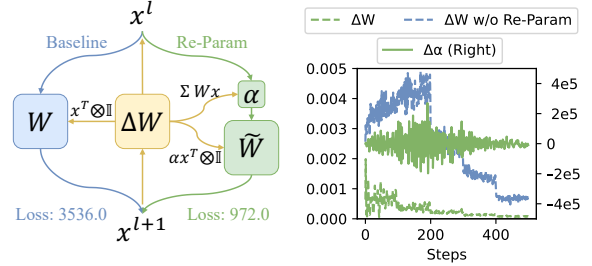 x^l
Baseline
Re-Param
Σ Wx
α
W
x^T⊗𝕀
ΔW
W̃
αx^T⊗𝕀
Loss: 3536.0
Loss: 972.0
x^{l+1}
ΔW
ΔW w/o Re-Param
Δα (Right)
0.005
0.004
0.003
0.002
0.001
0.000
4e5
2e5
0
−2e5
−4e5
0
200
400
Steps